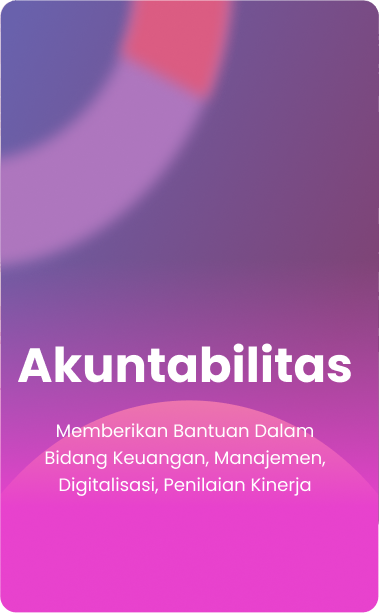 Akuntabilitas
Memberikan Bantuan Dalam
Bidang Keuangan, Manajemen,
Digitalisasi, Penilaian Kinerja